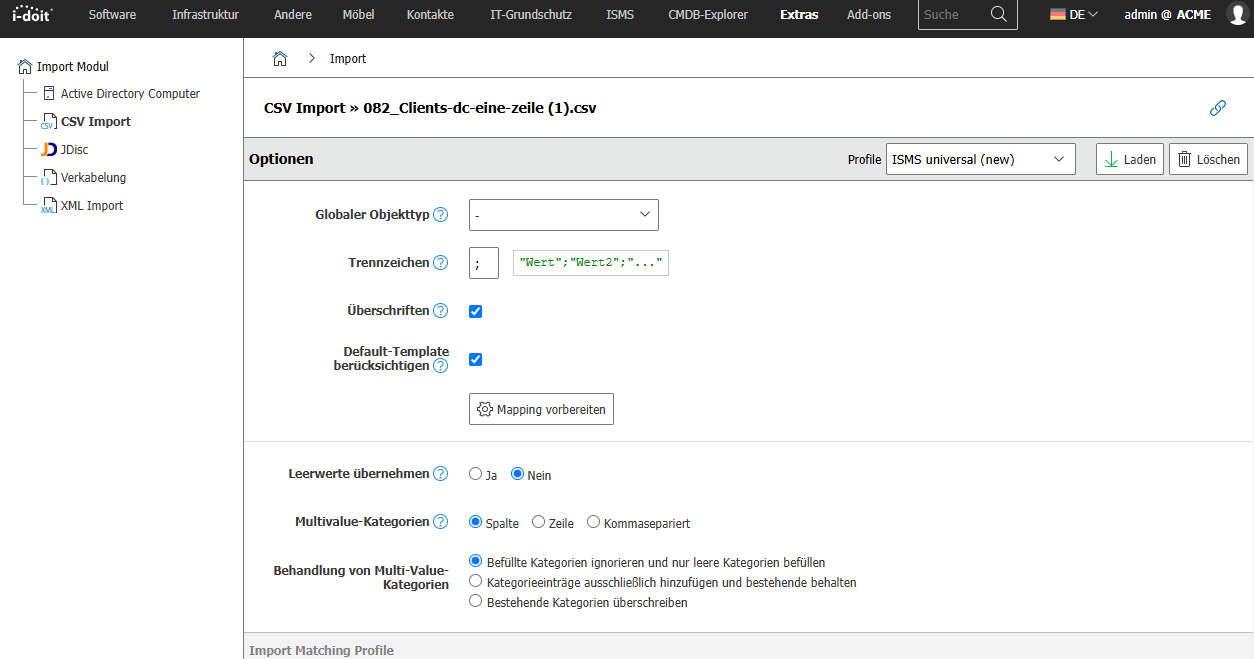 i-doit Software Infrastruktur Andere Möbel Kontakte IT-Grundschutz ISMS CMDB-Explorer Extras Add-ons Suche DE admin @ ACME
Import Modul
Active Directory Computer
CSV CSV Import
JDisc
Verkabelung
XML XML Import
Import
CSV Import » 082_Clients-dc-eine-zeile (1).csv
Optionen Profile ISMS universal (new) Laden Löschen
Globaler Objekttyp ? -
Trennzeichen ? ; "Wert";"Wert2";"..."
Überschriften ?
Default-Template
berücksichtigen ?
Mapping vorbereiten
Leerwerte übernehmen ? Ja Nein
Multivalue-Kategorien ? Spalte Zeile Kommasepariert
Behandlung von Multi-Value-
Kategorien
Befüllte Kategorien ignorieren und nur leere Kategorien befüllen
Kategorieeinträge ausschließlich hinzufügen und bestehende behalten
Bestehende Kategorien überschreiben
Import Matching Profile